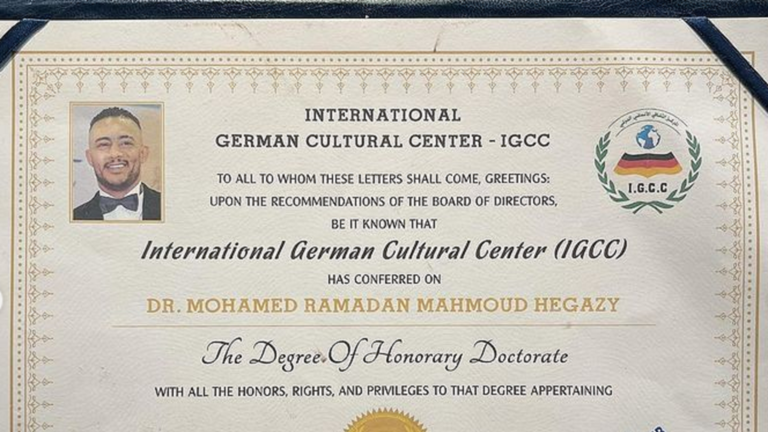 INTERNATIONAL
GERMAN CULTURAL CENTER - IGCC
TO ALL TO WHOM THESE LETTERS SHALL COME, GREETINGS:
UPON THE RECOMMENDATIONS OF THE BOARD OF DIRECTORS,
BE IT KNOWN THAT
International German Cultural Center (IGCC)
HAS CONFERRED ON
DR. MOHAMED RAMADAN MAHMOUD HEGAZY
The Degree Of Honorary Doctorate
WITH ALL THE HONORS, RIGHTS, AND PRIVILEGES TO THAT DEGREE APPERTAINING
I.G.C.C